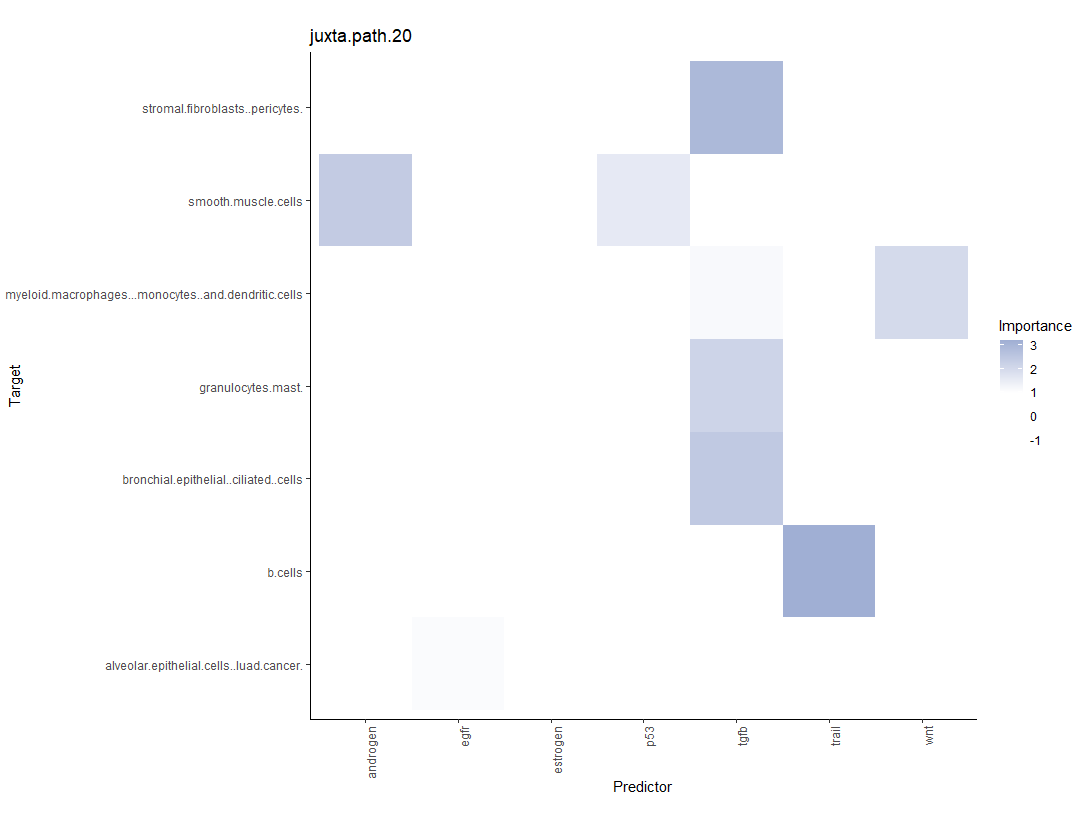 juxta.path.20
stromal.fibroblasts..pericytes.
smooth.muscle.cells
myeloid.macrophages...monocytes..and.dendritic.cells
granulocytes.mast.
bronchial.epithelial..ciliated..cells
b.cells
alveolar.epithelial.cells..luad.cancer.
Target
androgen
egfr
estrogen
p53
tgfb
trail
wnt
Predictor
Importance
3
2
1
0
-1